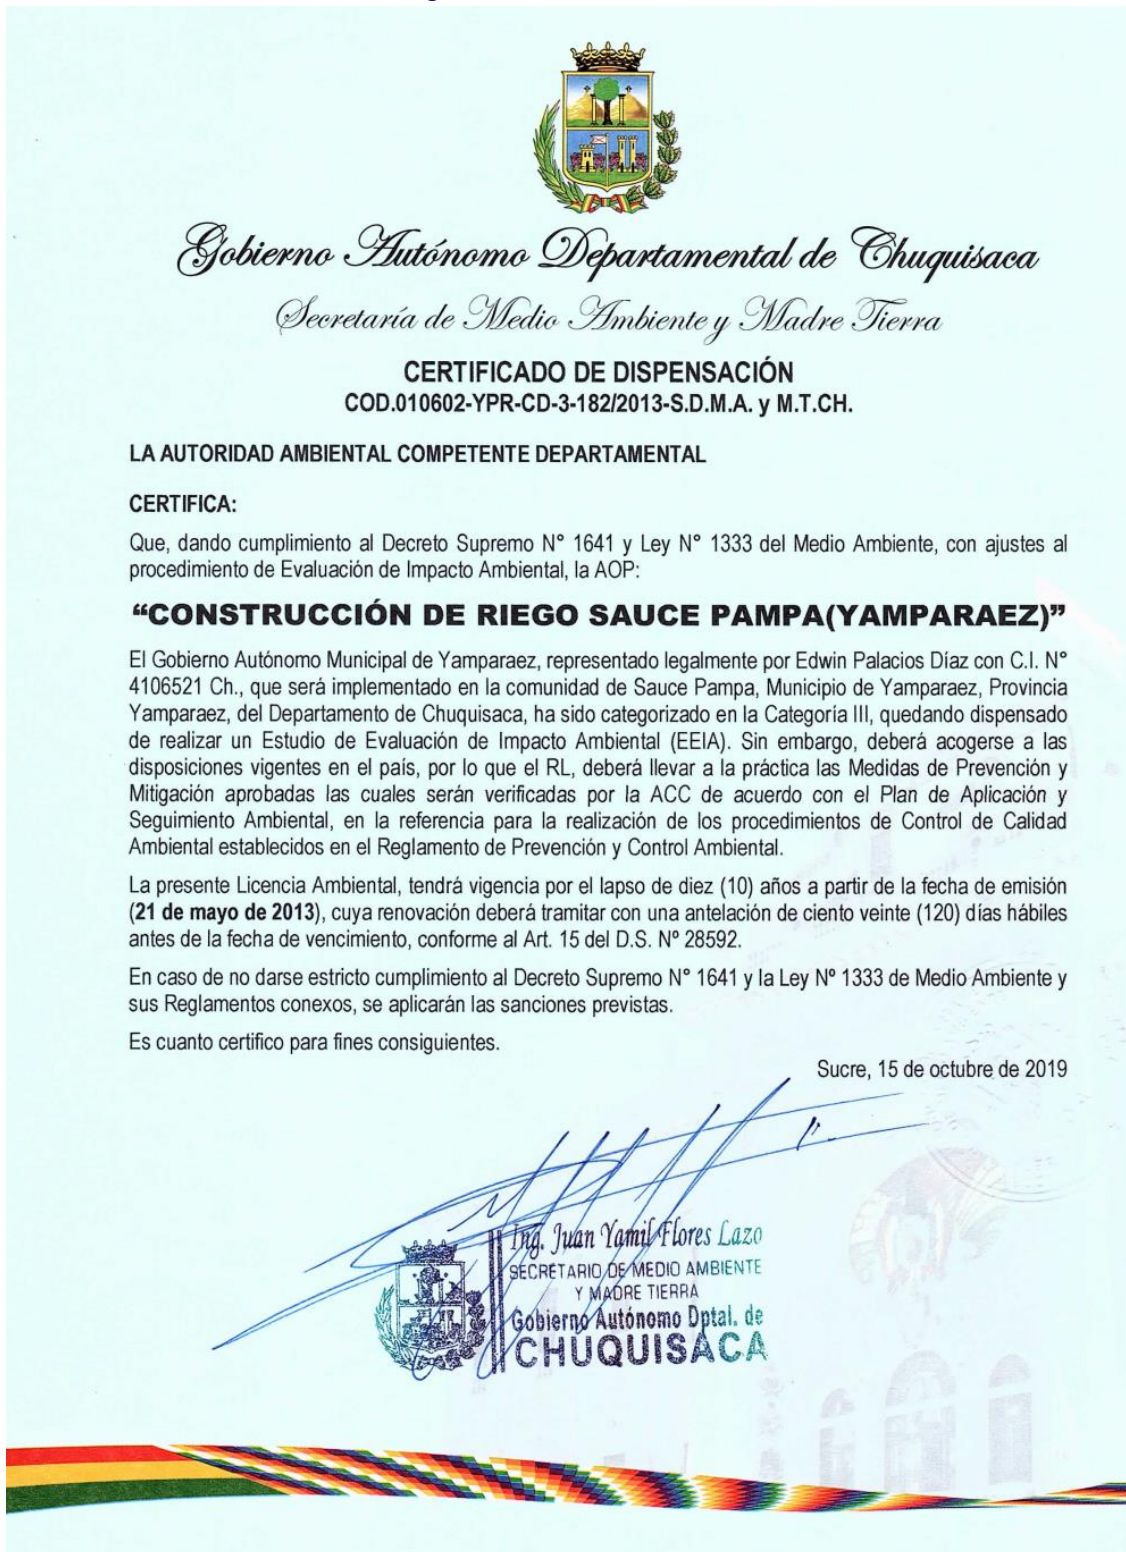 Gobierno Autónomo Departamental de Chuquisaca
Secretaría de Medio Ambiente y Madre Tierra
CERTIFICADO DE DISPENSACIÓN
COD.010602-YPR-CD-3-182/2013-S.D.M.A. y M.T.CH.
LA AUTORIDAD AMBIENTAL COMPETENTE DEPARTAMENTAL
CERTIFICA:
Que, dando cumplimiento al Decreto Supremo N° 1641 y Ley N° 1333 del Medio Ambiente, con ajustes al
procedimiento de Evaluación de Impacto Ambiental, la AOP:
“CONSTRUCCIÓN DE RIEGO SAUCE PAMPA(YAMPARAEZ)”
El Gobierno Autónomo Municipal de Yamparaez, representado legalmente por Edwin Palacios Díaz con C.I. N°
4106521 Ch., que será implementado en la comunidad de Sauce Pampa, Municipio de Yamparaez, Provincia
Yamparaez, del Departamento de Chuquisaca, ha sido categorizado en la Categoría III, quedando dispensado
de realizar un Estudio de Evaluación de Impacto Ambiental (EEIA). Sin embargo, deberá acogerse a las
disposiciones vigentes en el país, por lo que el RL, deberá llevar a la práctica las Medidas de Prevención y
Mitigación aprobadas las cuales serán verificadas por la ACC de acuerdo con el Plan de Aplicación y
Seguimiento Ambiental, en la referencia para la realización de los procedimientos de Control de Calidad
Ambiental establecidos en el Reglamento de Prevención y Control Ambiental.
La presente Licencia Ambiental, tendrá vigencia por el lapso de diez (10) años a partir de la fecha de emisión
(21 de mayo de 2013), cuya renovación deberá tramitar con una antelación de ciento veinte (120) días hábiles
antes de la fecha de vencimiento, conforme al Art. 15 del D.S. Nº 28592.
En caso de no darse estricto cumplimiento al Decreto Supremo N° 1641 y la Ley Nº 1333 de Medio Ambiente y
sus Reglamentos conexos, se aplicarán las sanciones previstas.
Es cuanto certifico para fines consiguientes.
Sucre, 15 de octubre de 2019
Ing. Juan Yamil Flores Lazo
SECRETARIO DE MEDIO AMBIENTE
Y MADRE TIERRA
Gobierno Autónomo Dptal. de
CHUQUISACA